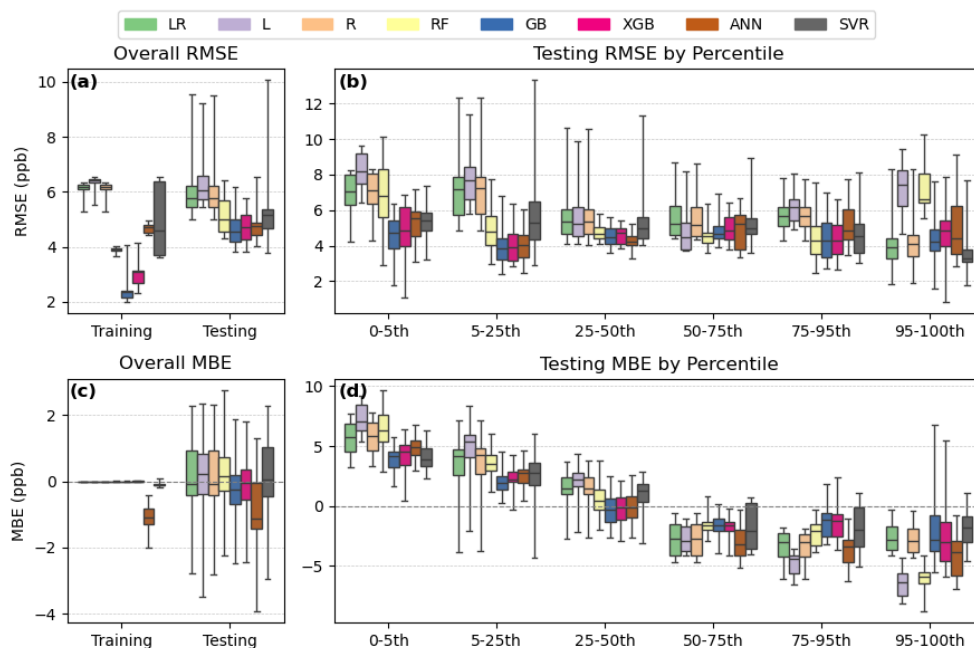 LR L R RF GB XGB ANN SVR
Overall RMSE
Testing RMSE by Percentile
(a)
(b)
RMSE (ppb)
10
8
6
4
2
12
10
8
6
4
2
Training Testing
0-5th 5-25th 25-50th 50-75th 75-95th 95-100th
Overall MBE
Testing MBE by Percentile
(c)
(d)
MBE (ppb)
2
0
−2
−4
10
5
0
−5
Training Testing
0-5th 5-25th 25-50th 50-75th 75-95th 95-100th